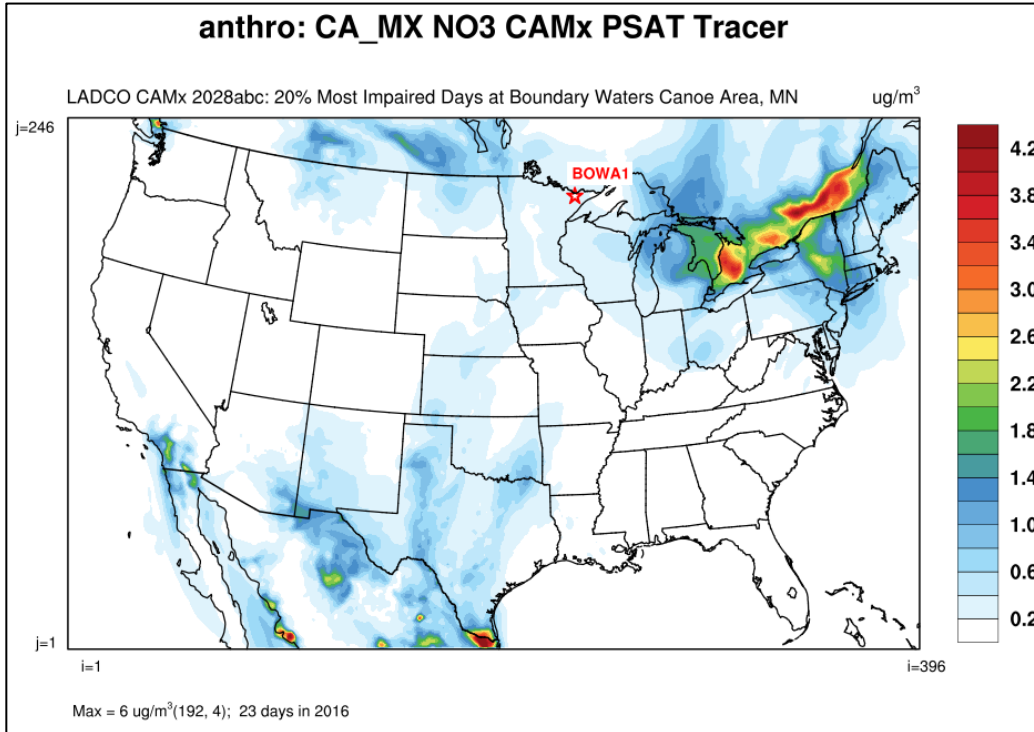 anthro: CA_MX NO3 CAMx PSAT Tracer
LADCO CAMx 2028abc: 20% Most Impaired Days at Boundary Waters Canoe Area, MN ug/m³
j=246
BOWA1
4.2
3.8
3.4
3.0
2.6
2.2
1.8
1.4
1.0
0.6
0.2
j=1
i=1 i=396
Max = 6 ug/m³(192, 4); 23 days in 2016